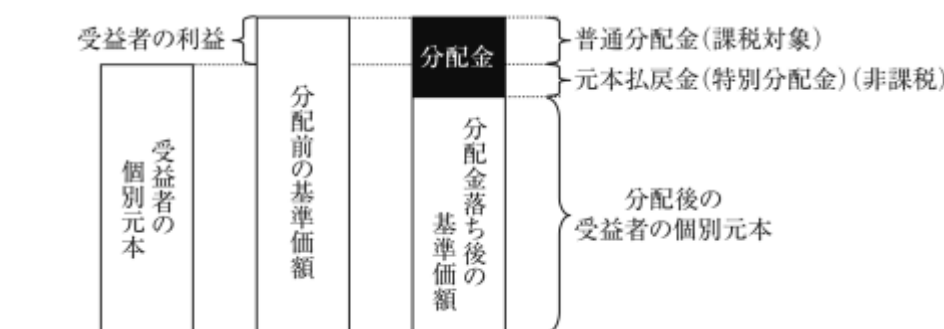 受益者の利益
分配金
普通分配金(課税対象)
元本払戻金(特別分配金)(非課税)
受益者の
個別元本
分配前の基準価額
分配金落ち後の
基準価額
分配後の
受益者の個別元本